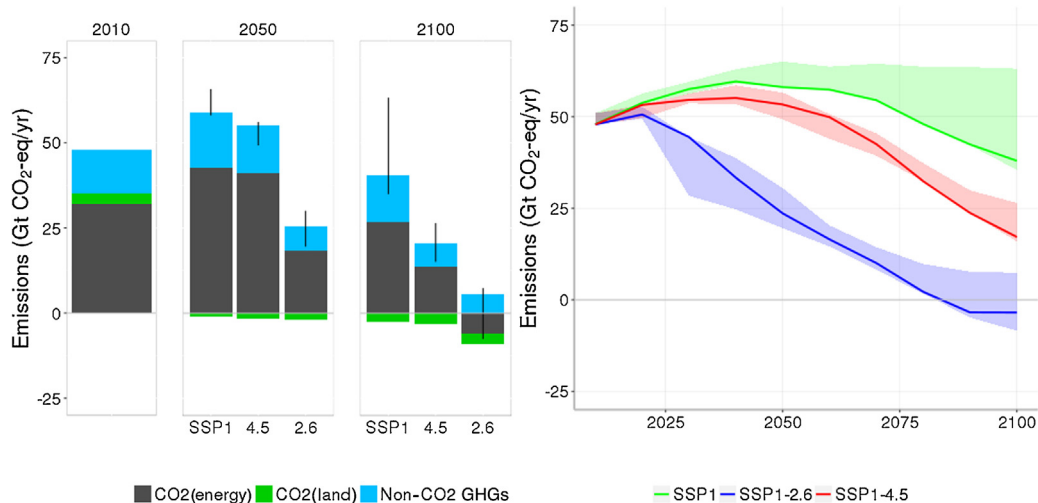 2010 2050 2100
Emissions (Gt CO₂-eq/yr)
75
50
25
0
-25
SSP1 4.5 2.6
SSP1 4.5 2.6
CO2(energy) CO2(land) Non-CO2 GHGs
Emissions (Gt CO₂-eq/yr)
75
50
25
0
-25
2025 2050 2075 2100
SSP1 SSP1-2.6 SSP1-4.5